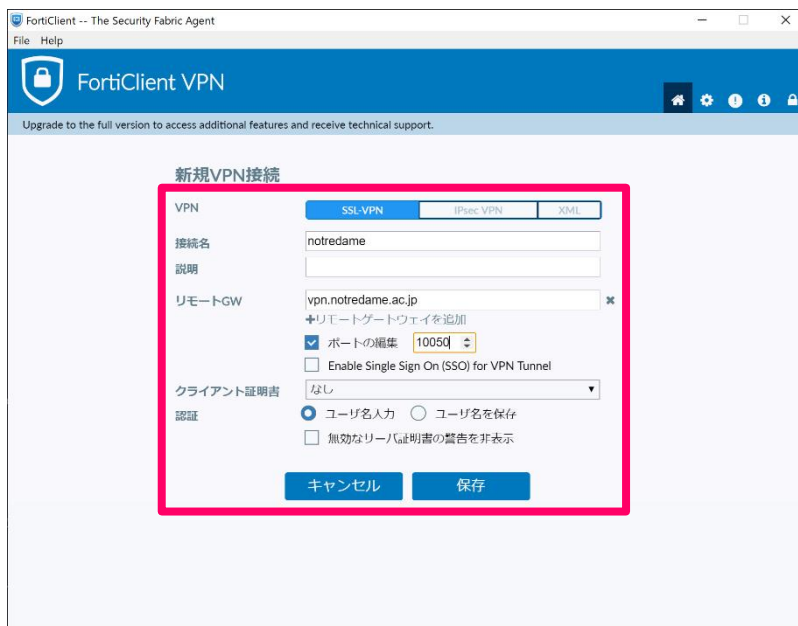 FortiClient -- The Security Fabric Agent
File Help
FortiClient VPN
Upgrade to the full version to access additional features and receive technical support.
新規VPN接続
VPN SSL-VPN IPsec VPN XML
接続名 notredame
説明
リモートGW vpn.notredame.ac.jp
+リモートゲートウェイを追加
ポートの編集 10050
Enable Single Sign On (SSO) for VPN Tunnel
クライアント証明書 なし
認証 ユーザ名入力 ユーザ名を保存
無効なサーバ証明書の警告を非表示
キャンセル 保存